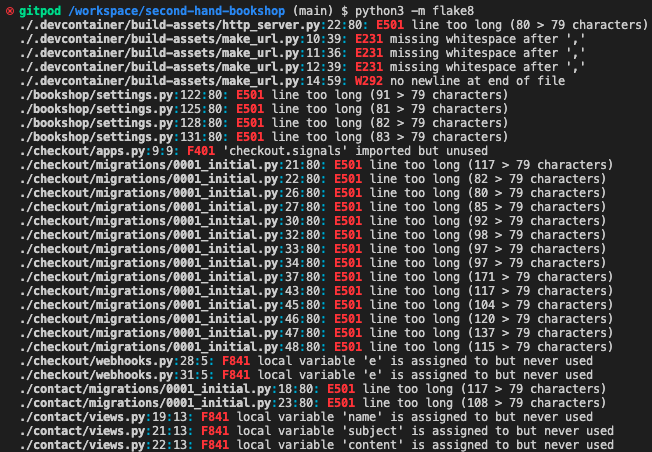 gitpod /workspace/second-hand-bookshop (main) $ python3 -m flake8
./.devcontainer/build-assets/http_server.py:22:80: E501 line too long (80 > 79 characters)
./.devcontainer/build-assets/make_url.py:10:39: E231 missing whitespace after ','
./.devcontainer/build-assets/make_url.py:11:36: E231 missing whitespace after ','
./.devcontainer/build-assets/make_url.py:12:39: E231 missing whitespace after ','
./.devcontainer/build-assets/make_url.py:14:59: W292 no newline at end of file
./bookshop/settings.py:122:80: E501 line too long (91 > 79 characters)
./bookshop/settings.py:125:80: E501 line too long (81 > 79 characters)
./bookshop/settings.py:128:80: E501 line too long (82 > 79 characters)
./bookshop/settings.py:131:80: E501 line too long (83 > 79 characters)
./checkout/apps.py:9:9: F401 'checkout.signals' imported but unused
./checkout/migrations/0001_initial.py:21:80: E501 line too long (117 > 79 characters)
./checkout/migrations/0001_initial.py:22:80: E501 line too long (82 > 79 characters)
./checkout/migrations/0001_initial.py:26:80: E501 line too long (80 > 79 characters)
./checkout/migrations/0001_initial.py:27:80: E501 line too long (85 > 79 characters)
./checkout/migrations/0001_initial.py:30:80: E501 line too long (92 > 79 characters)
./checkout/migrations/0001_initial.py:32:80: E501 line too long (98 > 79 characters)
./checkout/migrations/0001_initial.py:33:80: E501 line too long (97 > 79 characters)
./checkout/migrations/0001_initial.py:34:80: E501 line too long (97 > 79 characters)
./checkout/migrations/0001_initial.py:37:80: E501 line too long (171 > 79 characters)
./checkout/migrations/0001_initial.py:43:80: E501 line too long (117 > 79 characters)
./checkout/migrations/0001_initial.py:45:80: E501 line too long (104 > 79 characters)
./checkout/migrations/0001_initial.py:46:80: E501 line too long (120 > 79 characters)
./checkout/migrations/0001_initial.py:47:80: E501 line too long (137 > 79 characters)
./checkout/migrations/0001_initial.py:48:80: E501 line too long (115 > 79 characters)
./checkout/webhooks.py:28:5: F841 local variable 'e' is assigned to but never used
./checkout/webhooks.py:31:5: F841 local variable 'e' is assigned to but never used
./contact/migrations/0001_initial.py:18:80: E501 line too long (117 > 79 characters)
./contact/migrations/0001_initial.py:23:80: E501 line too long (108 > 79 characters)
./contact/views.py:19:13: F841 local variable 'name' is assigned to but never used
./contact/views.py:21:13: F841 local variable 'subject' is assigned to but never used
./contact/views.py:22:13: F841 local variable 'content' is assigned to but never used